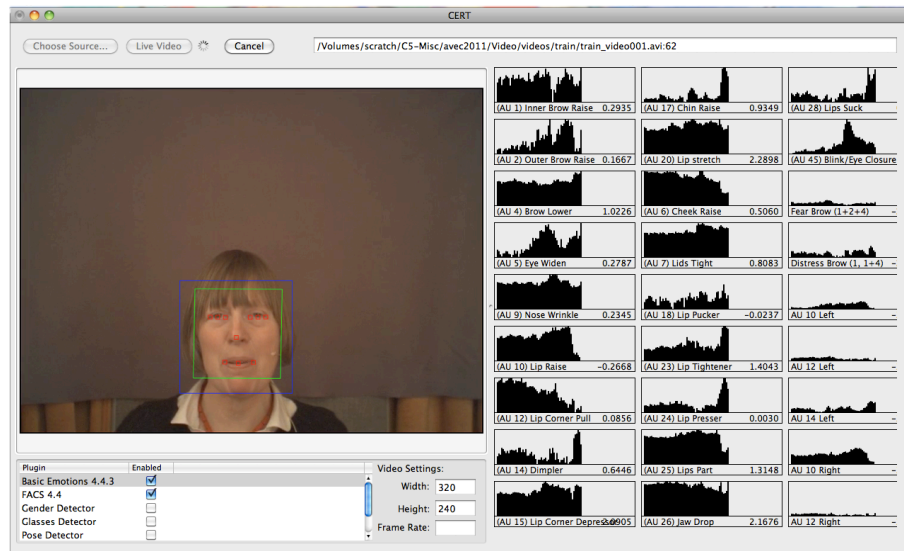 CERT
Choose Source... Live Video Cancel /Volumes/scratch/C5-Misc/avec2011/Video/videos/train/train_video001.avi:62
(AU 1) Inner Brow Raise 0.2935 (AU 17) Chin Raise 0.9349 (AU 28) Lips Suck
(AU 2) Outer Brow Raise 0.1667 (AU 20) Lip stretch 2.2898 (AU 45) Blink/Eye Closure
(AU 4) Brow Lower 1.0226 (AU 6) Cheek Raise 0.5060 Fear Brow (1+2+4) -
(AU 5) Eye Widen 0.2787 (AU 7) Lids Tight 0.8083 Distress Brow (1, 1+4) -
(AU 9) Nose Wrinkle 0.2345 (AU 18) Lip Pucker -0.0237 AU 10 Left -
(AU 10) Lip Raise -0.2668 (AU 23) Lip Tightener 1.4043 AU 12 Left -
(AU 12) Lip Corner Pull 0.0856 (AU 24) Lip Presser 0.0030 AU 14 Left -
(AU 14) Dimpler 0.6446 (AU 25) Lips Part 1.3148 AU 10 Right -
(AU 15) Lip Corner Depressor 2.0905 (AU 26) Jaw Drop 2.1676 AU 12 Right -
Plugin Enabled
Basic Emotions 4.4.3
FACS 4.4
Gender Detector
Glasses Detector
Pose Detector
Video Settings:
Width: 320
Height: 240
Frame Rate: